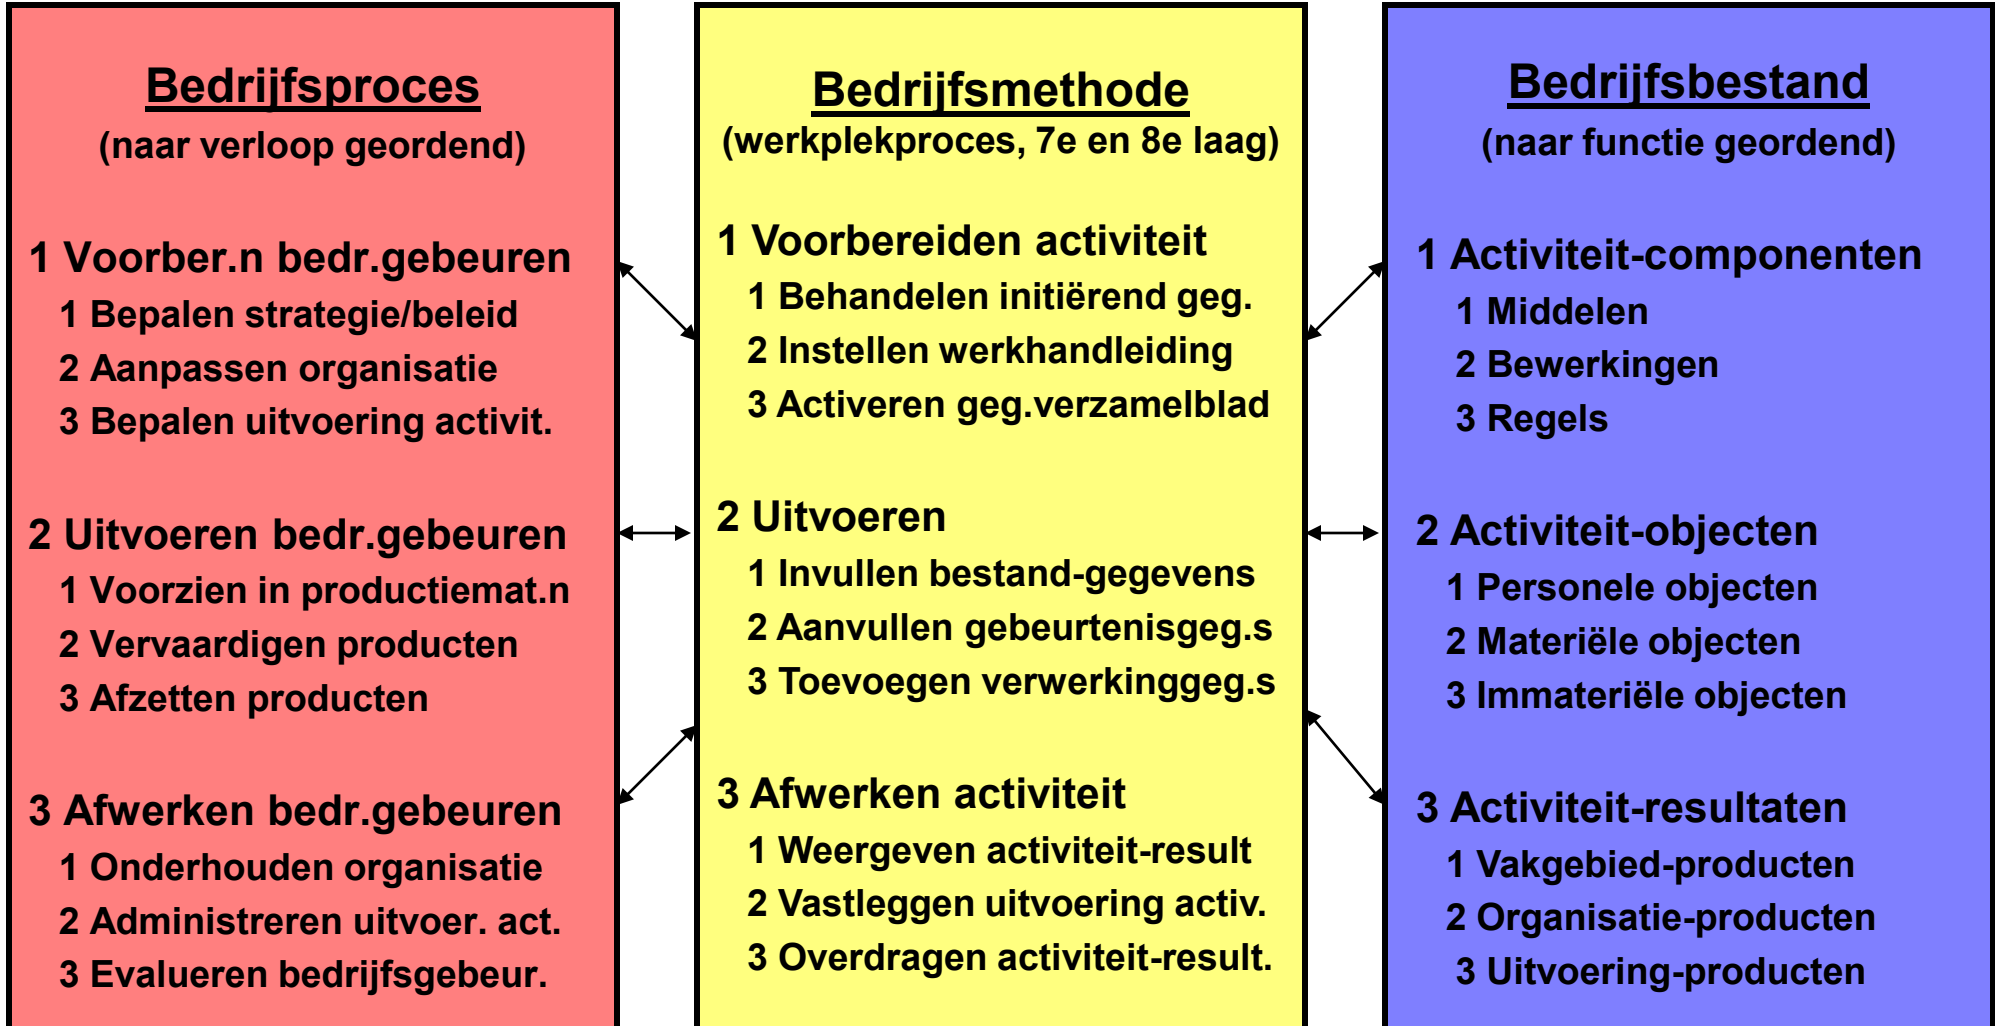 Bedrijfsproces
(naar verloop geordend)
1 Voorber.n bedr.gebeuren
1 Bepalen strategie/beleid
2 Aanpassen organisatie
3 Bepalen uitvoering activit.
2 Uitvoeren bedr.gebeuren
1 Voorzien in productiemat.n
2 Vervaardigen producten
3 Afzetten producten
3 Afwerken bedr.gebeuren
1 Onderhouden organisatie
2 Administreren uitvoer. act.
3 Evalueren bedrijfsgebeur.
Bedrijfsmethode
(werkplekproces, 7e en 8e laag)
1 Voorbereiden activiteit
1 Behandelen initiërend geg.
2 Instellen werkhandleiding
3 Activeren geg.verzamelblad
2 Uitvoeren
1 Invullen bestand-gegevens
2 Aanvullen gebeurtenisgeg.s
3 Toevoegen verwerkinggeg.s
3 Afwerken activiteit
1 Weergeven activiteit-result
2 Vastleggen uitvoering activ.
3 Overdragen activiteit-result.
Bedrijfsbestand
(naar functie geordend)
1 Activiteit-componenten
1 Middelen
2 Bewerkingen
3 Regels
2 Activiteit-objecten
1 Personele objecten
2 Materiële objecten
3 Immateriële objecten
3 Activiteit-resultaten
1 Vakgebied-producten
2 Organisatie-producten
3 Uitvoering-producten